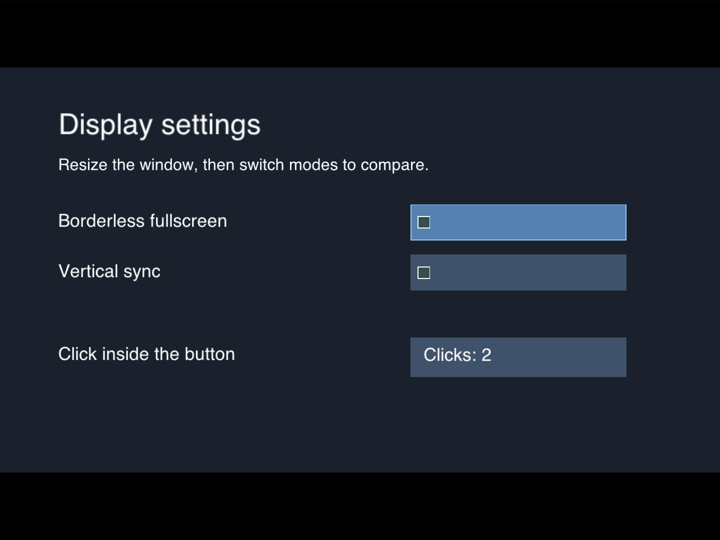 Display settings
Resize the window, then switch modes to compare.
Borderless fullscreen
Vertical sync
Click inside the button
Clicks: 2